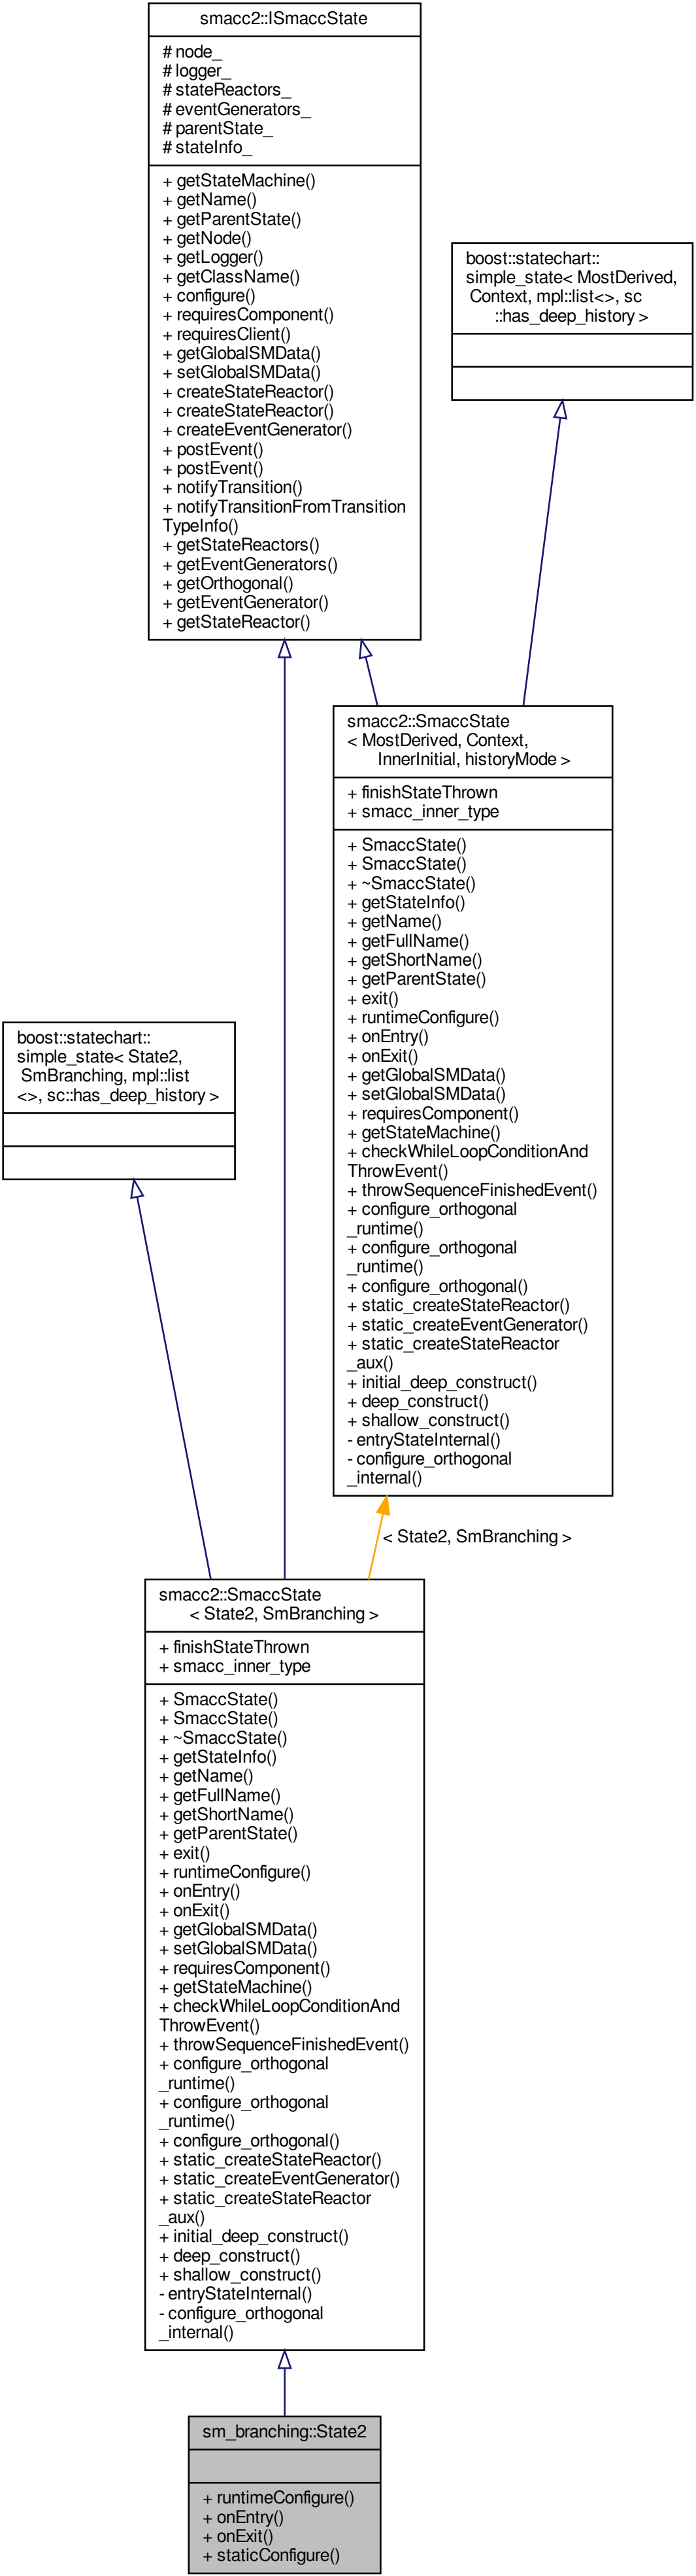 smacc2::ISmaccState
# node_
# logger_
# stateReactors_
# eventGenerators_
# parentState_
# stateInfo_
+ getStateMachine()
+ getName()
+ getParentState()
+ getNode()
+ getLogger()
+ getClassName()
+ configure()
+ requiresComponent()
+ requiresClient()
+ getGlobalSMData()
+ setGlobalSMData()
+ createStateReactor()
+ createStateReactor()
+ createEventGenerator()
+ postEvent()
+ postEvent()
+ notifyTransition()
+ notifyTransitionFromTransition
TypeInfo()
+ getStateReactors()
+ getEventGenerators()
+ getOrthogonal()
+ getEventGenerator()
+ getStateReactor()
boost::statechart::
simple_state< MostDerived,
Context, mpl::list<>, sc
::has_deep_history >
smacc2::SmaccState
< MostDerived, Context,
InnerInitial, historyMode >
+ finishStateThrown
+ smacc_inner_type
+ SmaccState()
+ SmaccState()
+ ~SmaccState()
+ getStateInfo()
+ getName()
+ getFullName()
+ getShortName()
+ getParentState()
+ exit()
+ runtimeConfigure()
+ onEntry()
+ onExit()
+ getGlobalSMData()
+ setGlobalSMData()
+ requiresComponent()
+ getStateMachine()
+ checkWhileLoopConditionAnd
ThrowEvent()
+ throwSequenceFinishedEvent()
+ configure_orthogonal
_runtime()
+ configure_orthogonal
_runtime()
+ configure_orthogonal()
+ static_createStateReactor()
+ static_createEventGenerator()
+ static_createStateReactor
_aux()
+ initial_deep_construct()
+ deep_construct()
+ shallow_construct()
- entryStateInternal()
- configure_orthogonal
_internal()
boost::statechart::
simple_state< State2,
SmBranching, mpl::list
<>, sc::has_deep_history >
< State2, SmBranching >
smacc2::SmaccState
< State2, SmBranching >
+ finishStateThrown
+ smacc_inner_type
+ SmaccState()
+ SmaccState()
+ ~SmaccState()
+ getStateInfo()
+ getName()
+ getFullName()
+ getShortName()
+ getParentState()
+ exit()
+ runtimeConfigure()
+ onEntry()
+ onExit()
+ getGlobalSMData()
+ setGlobalSMData()
+ requiresComponent()
+ getStateMachine()
+ checkWhileLoopConditionAnd
ThrowEvent()
+ throwSequenceFinishedEvent()
+ configure_orthogonal
_runtime()
+ configure_orthogonal
_runtime()
+ configure_orthogonal()
+ static_createStateReactor()
+ static_createEventGenerator()
+ static_createStateReactor
_aux()
+ initial_deep_construct()
+ deep_construct()
+ shallow_construct()
- entryStateInternal()
- configure_orthogonal
_internal()
sm_branching::State2
+ runtimeConfigure()
+ onEntry()
+ onExit()
+ staticConfigure()